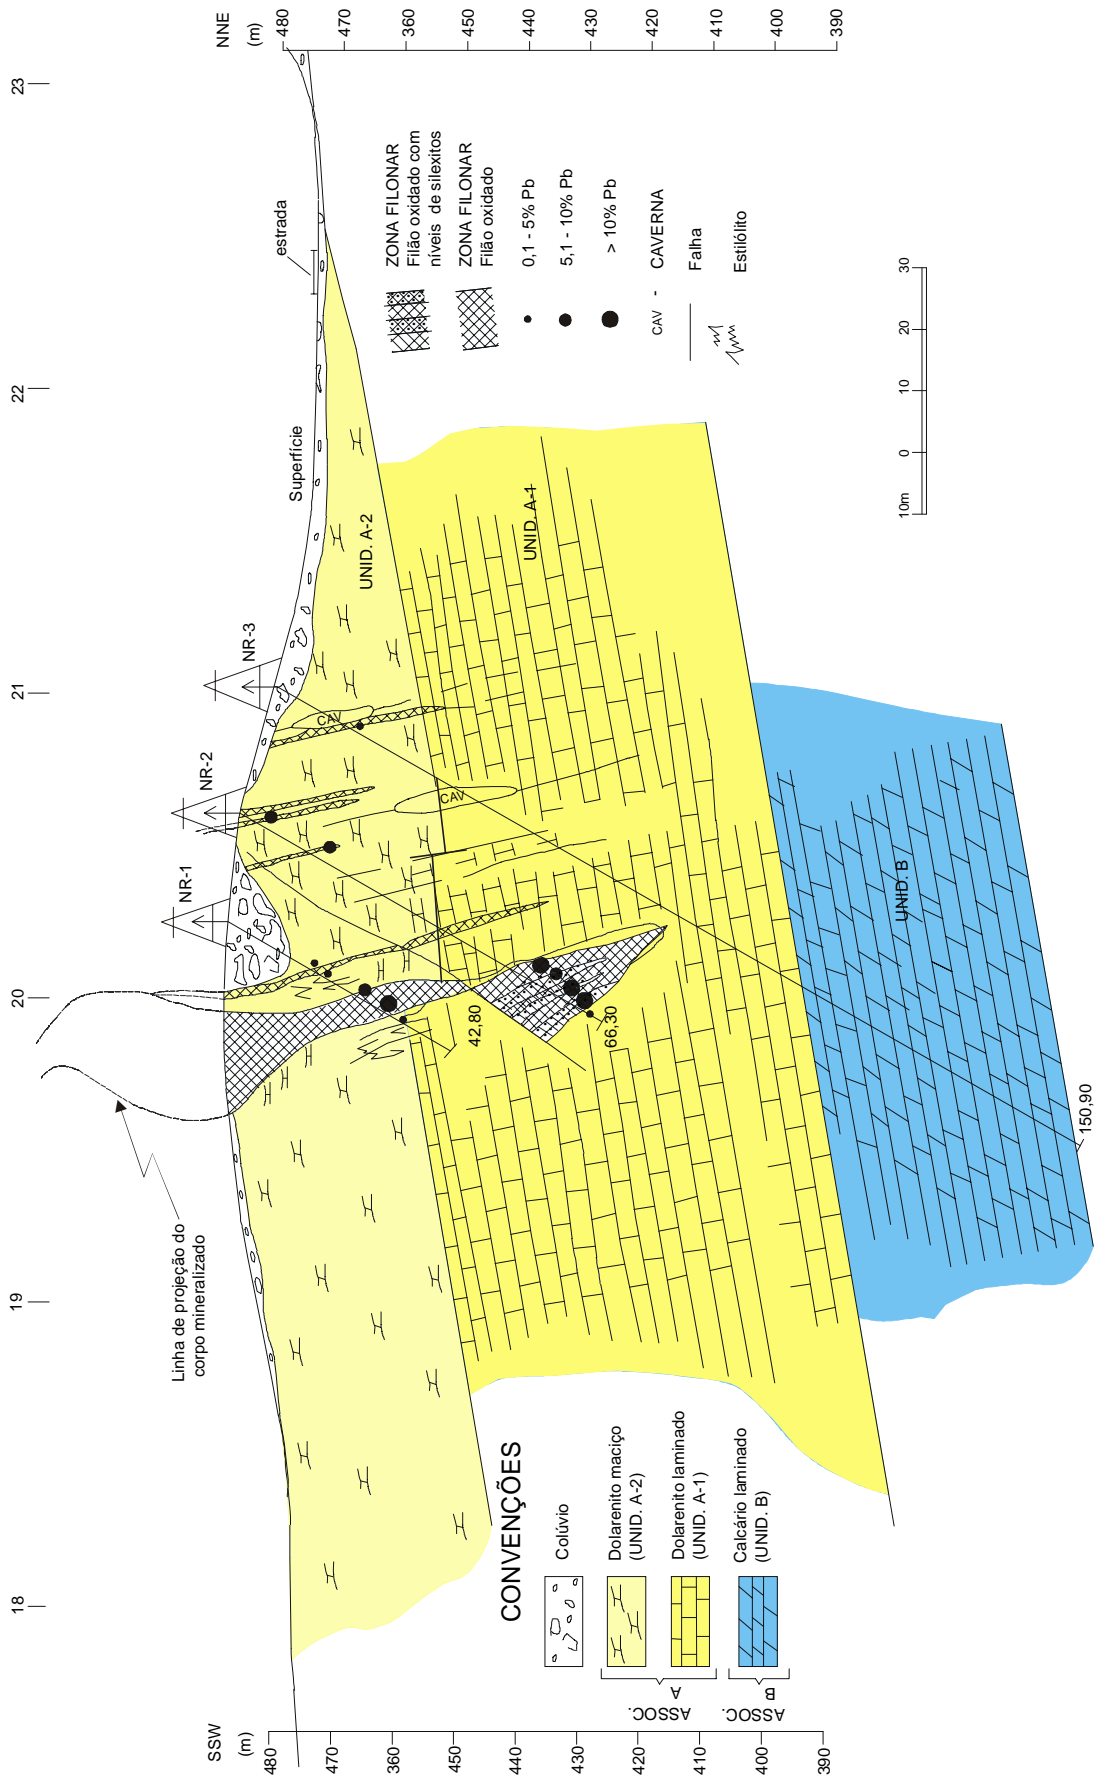 18
19
20
21
22
23
SSW
(m)
480
470
360
450
440
430
420
410
400
390
NNE
(m)
480
470
360
450
440
430
420
410
400
390
Linha de projeção do
corpo mineralizado
NR-1
NR-2
NR-3
Superfície
estrada
CAV
CAV
UNID. A-2
UNID. A-1
UNID. B
42,80
66,30
150,90
CONVENÇÕES
Colúvio
Dolarenito maciço
(UNID. A-2)
Dolarenito laminado
(UNID. A-1)
Calcário laminado
(UNID. B)
ASSOC.
A
ASSOC.
B
ZONA FILONAR
Filão oxidado com
níveis de silexitos
ZONA FILONAR
Filão oxidado
0,1 - 5% Pb
5,1 - 10% Pb
> 10% Pb
CAV - CAVERNA
Falha
Estilólito
10m 0 10 20 30